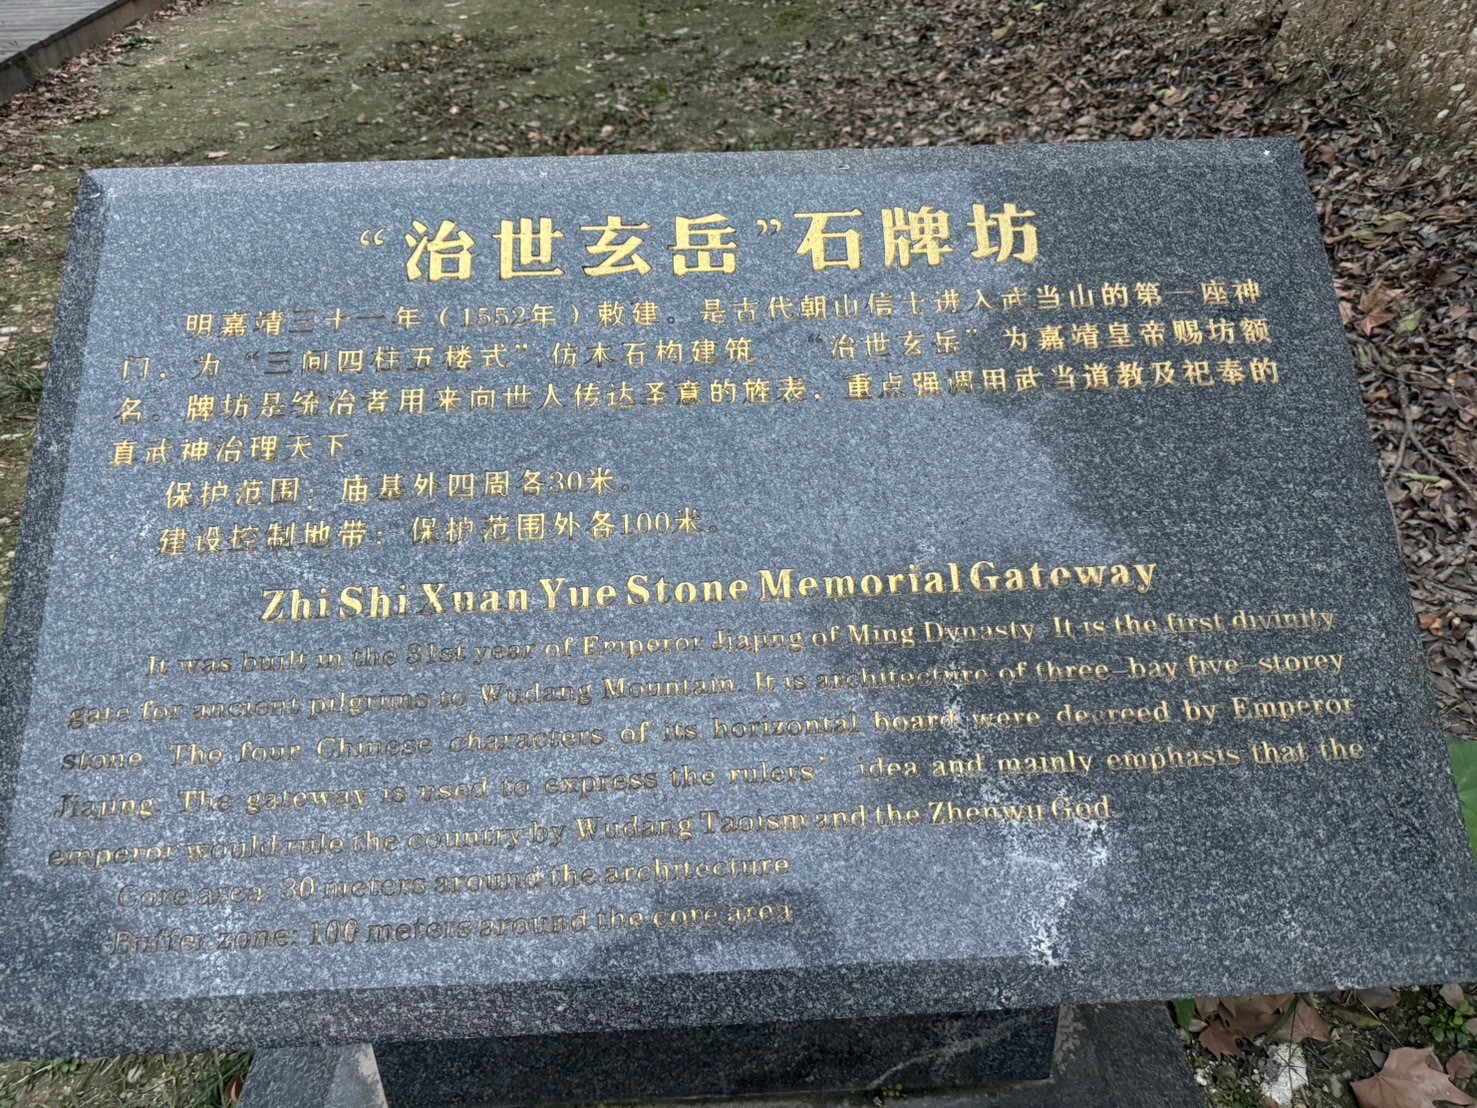 “治世玄岳”石牌坊
明嘉靖三十一年（1552年）敕建。是古代朝山信士进入武当山的第一座神
门，为“三间四柱五楼式”仿木石构建筑。“治世玄岳”为嘉靖皇帝赐坊额
名。牌坊是统治者用来向世人传达圣意的旌表，重点强调用武当道教及祀奉的
真武神治理天下。
保护范围：庙基外四周各30米。
建设控制地带：保护范围外各100米。
Zhi Shi Xuan Yue Stone Memorial Gateway
It was built in the 31st year of Emperor Jiajing of Ming Dynasty. It is the first divinity
gate for ancient pilgrims to Wudang Mountain. It is architecture of three-bay five-storey
stone. The four Chinese characters of its horizontal board were decreed by Emperor
Jiajing. The gateway is used to express the rulers’ idea and mainly emphasis that the
emperor would rule the country by Wudang Taoism and the Zhenwu God.
Core area: 30 meters around the architecture
Buffer zone: 100 meters around the core area.